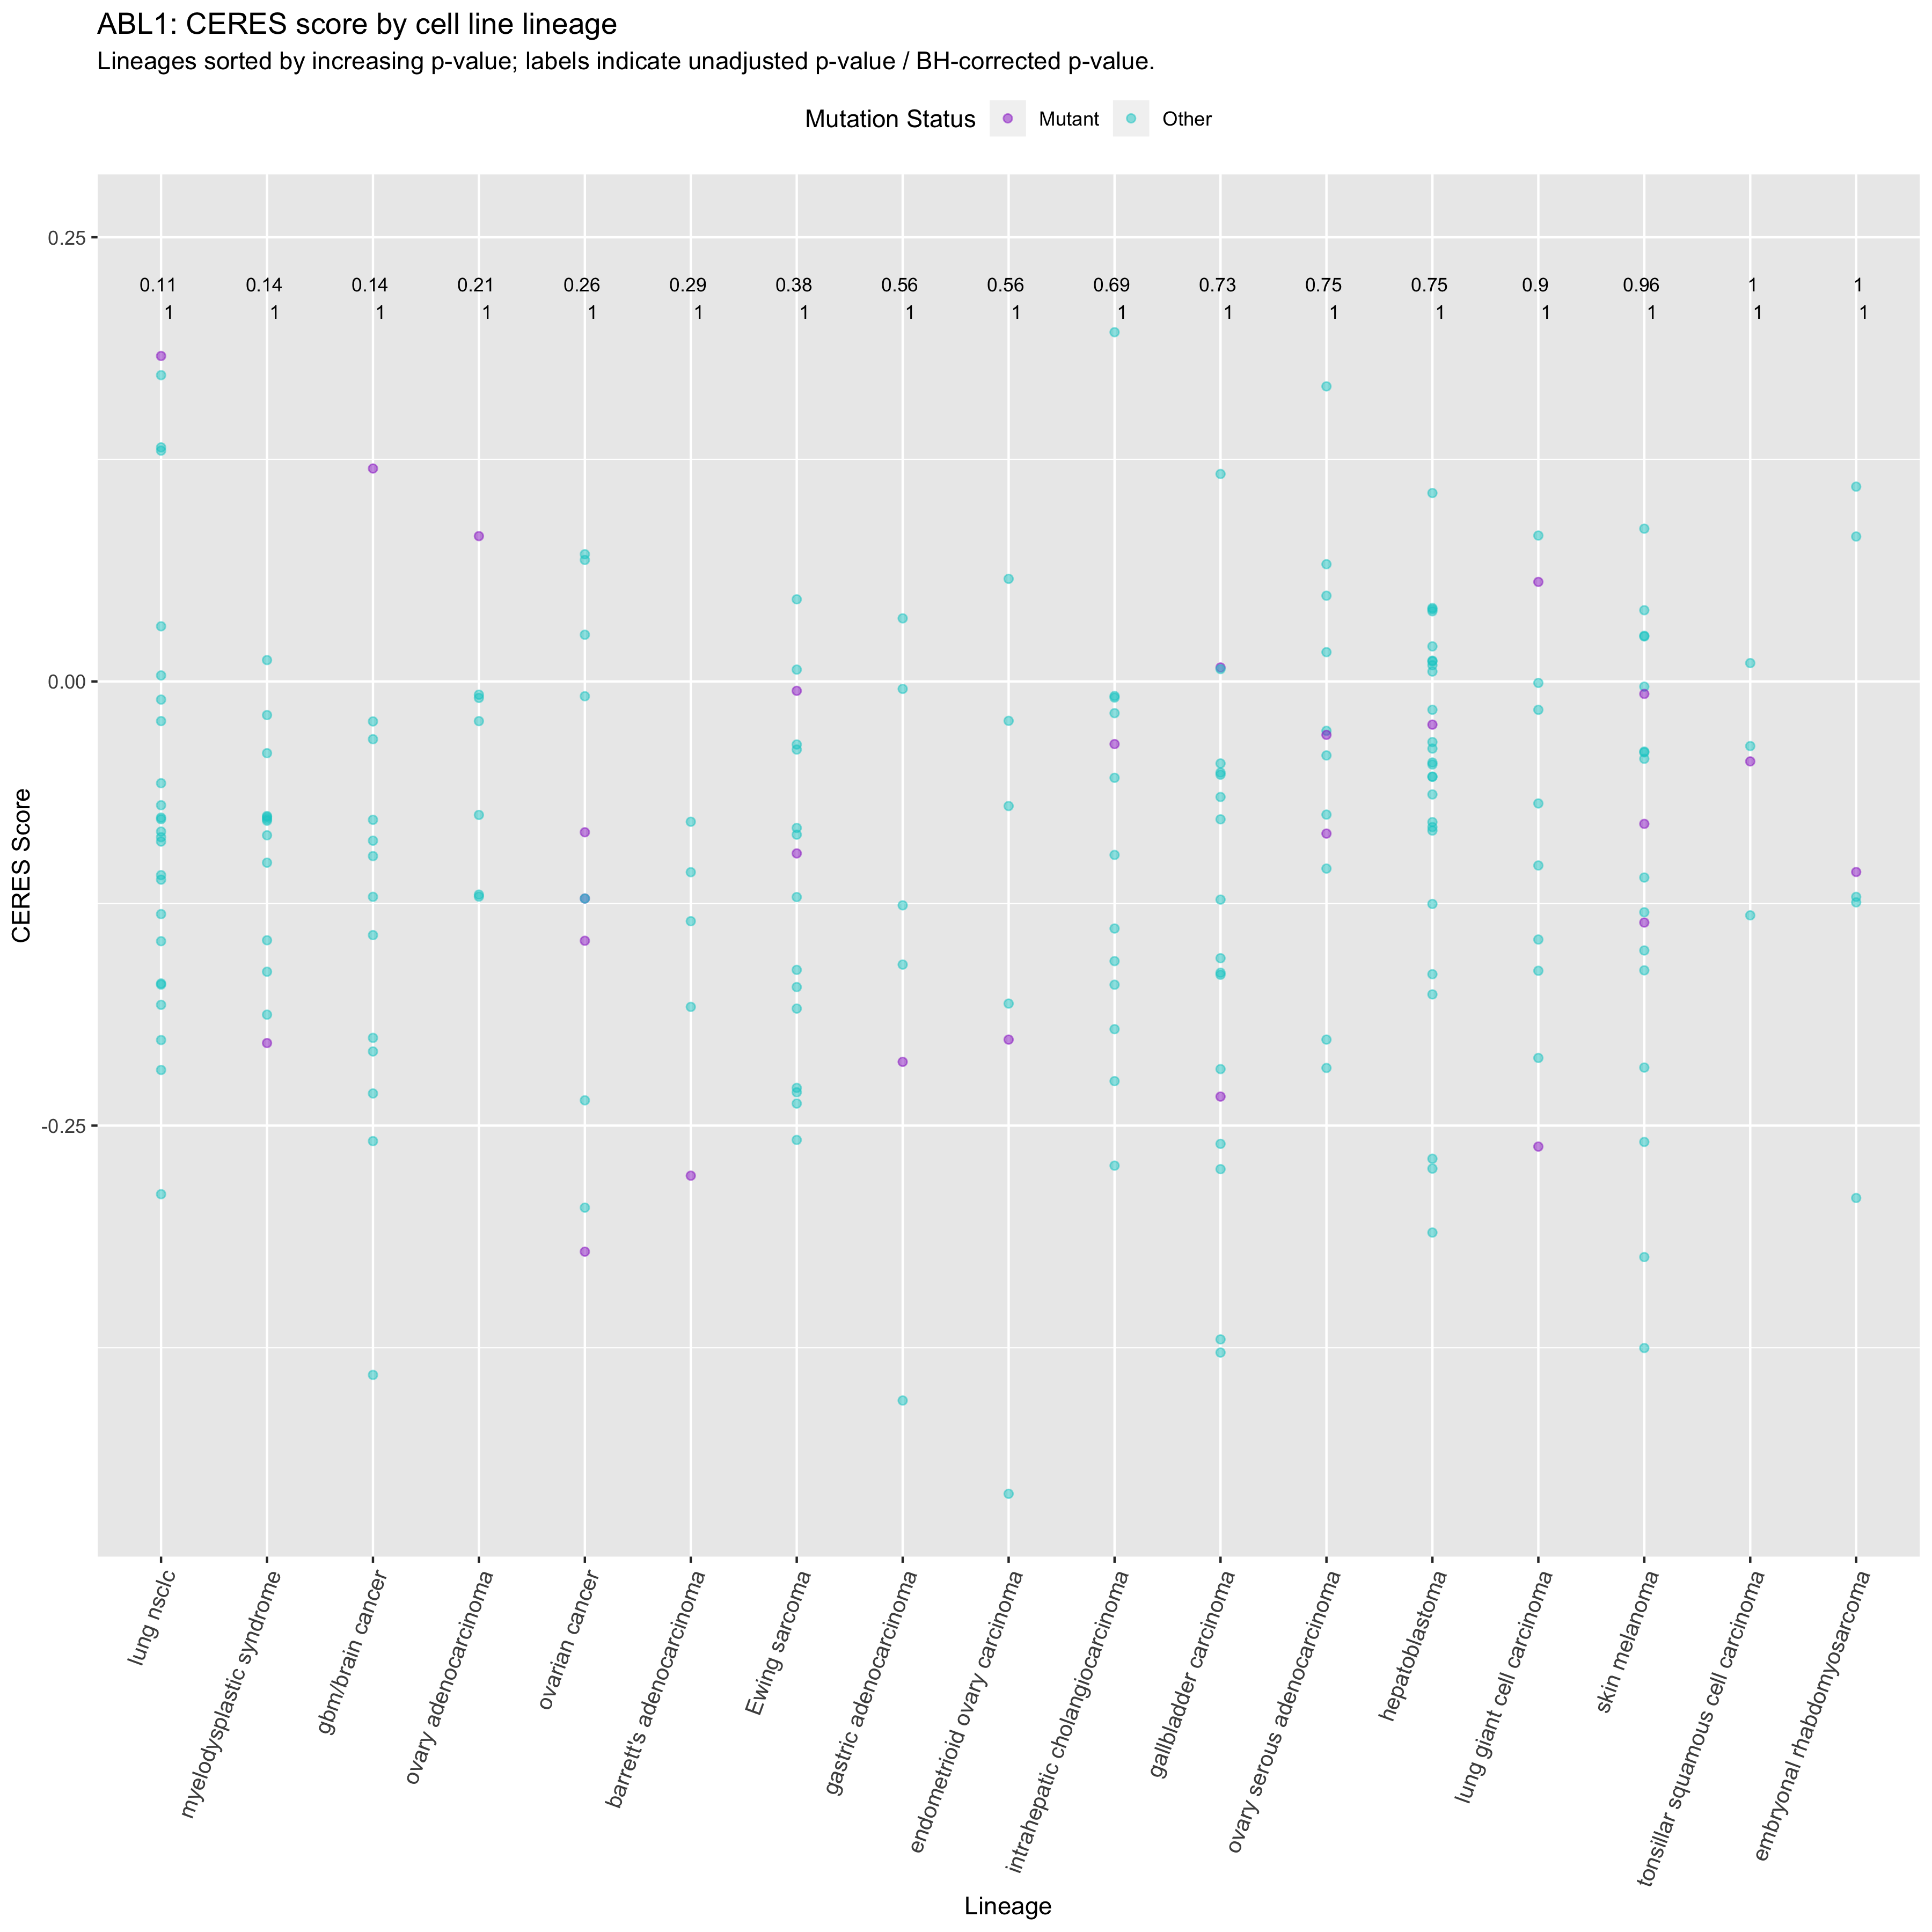 ABL1: CERES score by cell line lineage
Lineages sorted by increasing p-value; labels indicate unadjusted p-value / BH-corrected p-value.
Mutation Status Mutant Other
0.25
0.11 0.14 0.14 0.21 0.26 0.29 0.38 0.56 0.56 0.69 0.73 0.75 0.75 0.9 0.96 1 1
1 1 1 1 1 1 1 1 1 1 1 1 1 1 1 1 1
0.00
CERES Score
-0.25
lung nsclc
myelodysplastic syndrome
gbm/brain cancer
ovary adenocarcinoma
ovarian cancer
barrett's adenocarcinoma
Ewing sarcoma
gastric adenocarcinoma
endometrioid ovary carcinoma
intrahepatic cholangiocarcinoma
gallbladder carcinoma
ovary serous adenocarcinoma
hepatoblastoma
lung giant cell carcinoma
skin melanoma
tonsillar squamous cell carcinoma
embryonal rhabdomyosarcoma
Lineage